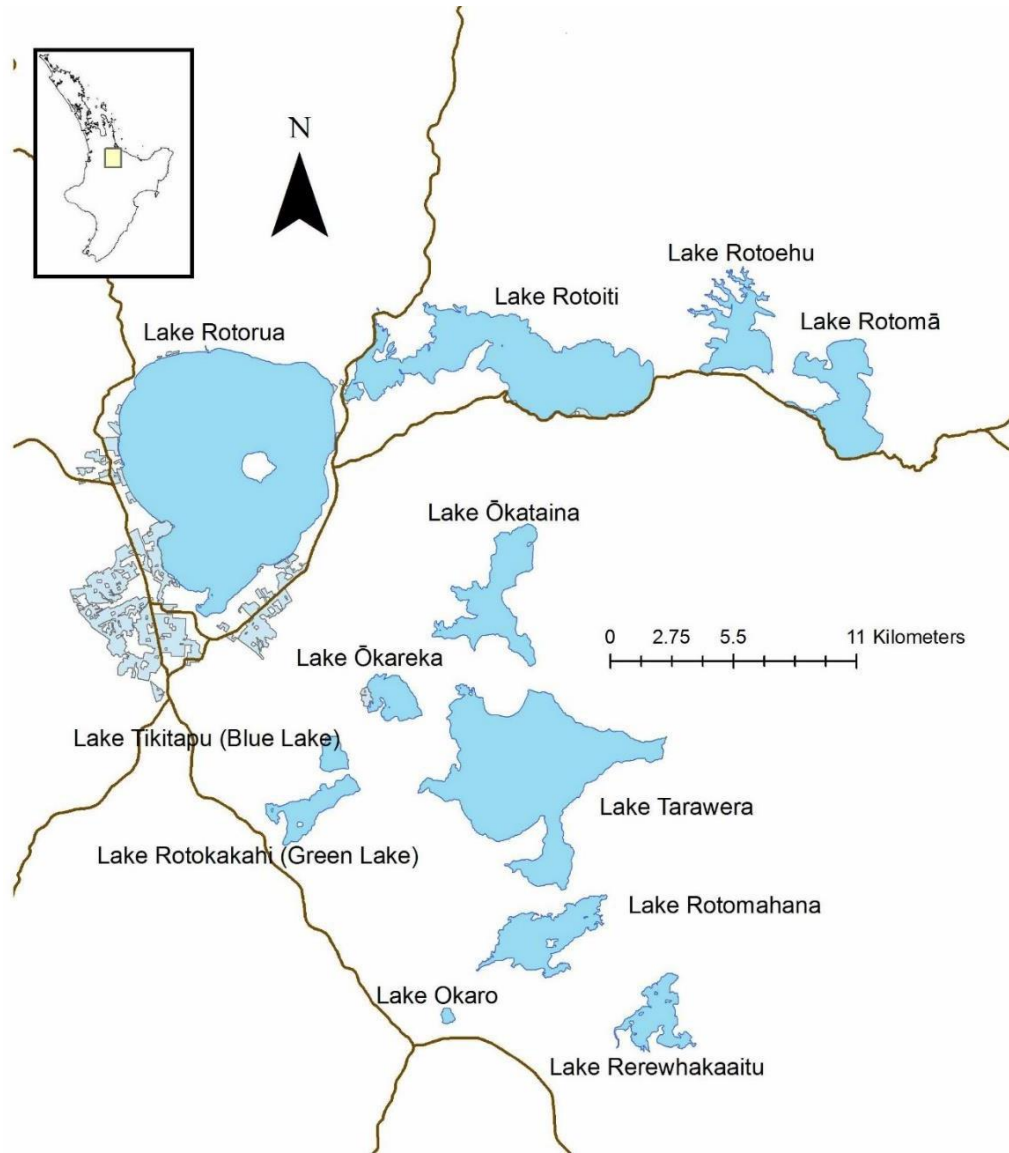 N
Lake Rotoehu
Lake Rotoiti
Lake Rotorua
Lake Rotomā
Lake Ōkataina
0 2.75 5.5 11 Kilometers
Lake Ōkareka
Lake Tikitapu (Blue Lake)
Lake Tarawera
Lake Rotokakahi (Green Lake)
Lake Rotomahana
Lake Okaro
Lake Rerewhakaaitu